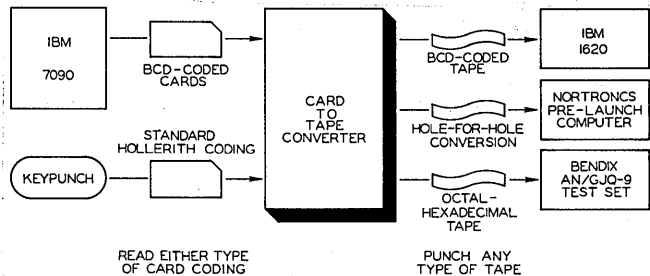 IBM
7090
BCD-CODED
CARDS
STANDARD
HOLLERITH CODING
KEYPUNCH
READ EITHER TYPE
OF CARD CODING
CARD
TO
TAPE
CONVERTER
BCD-CODED
TAPE
HOLE-FOR-HOLE
CONVERSION
OCTAL-
HEXADECIMAL
TAPE
PUNCH ANY
TYPE OF TAPE
IBM
1620
NORTRONCS
PRE-LAUNCH
COMPUTER
BENDIX
AN/GJQ-9
TEST SET